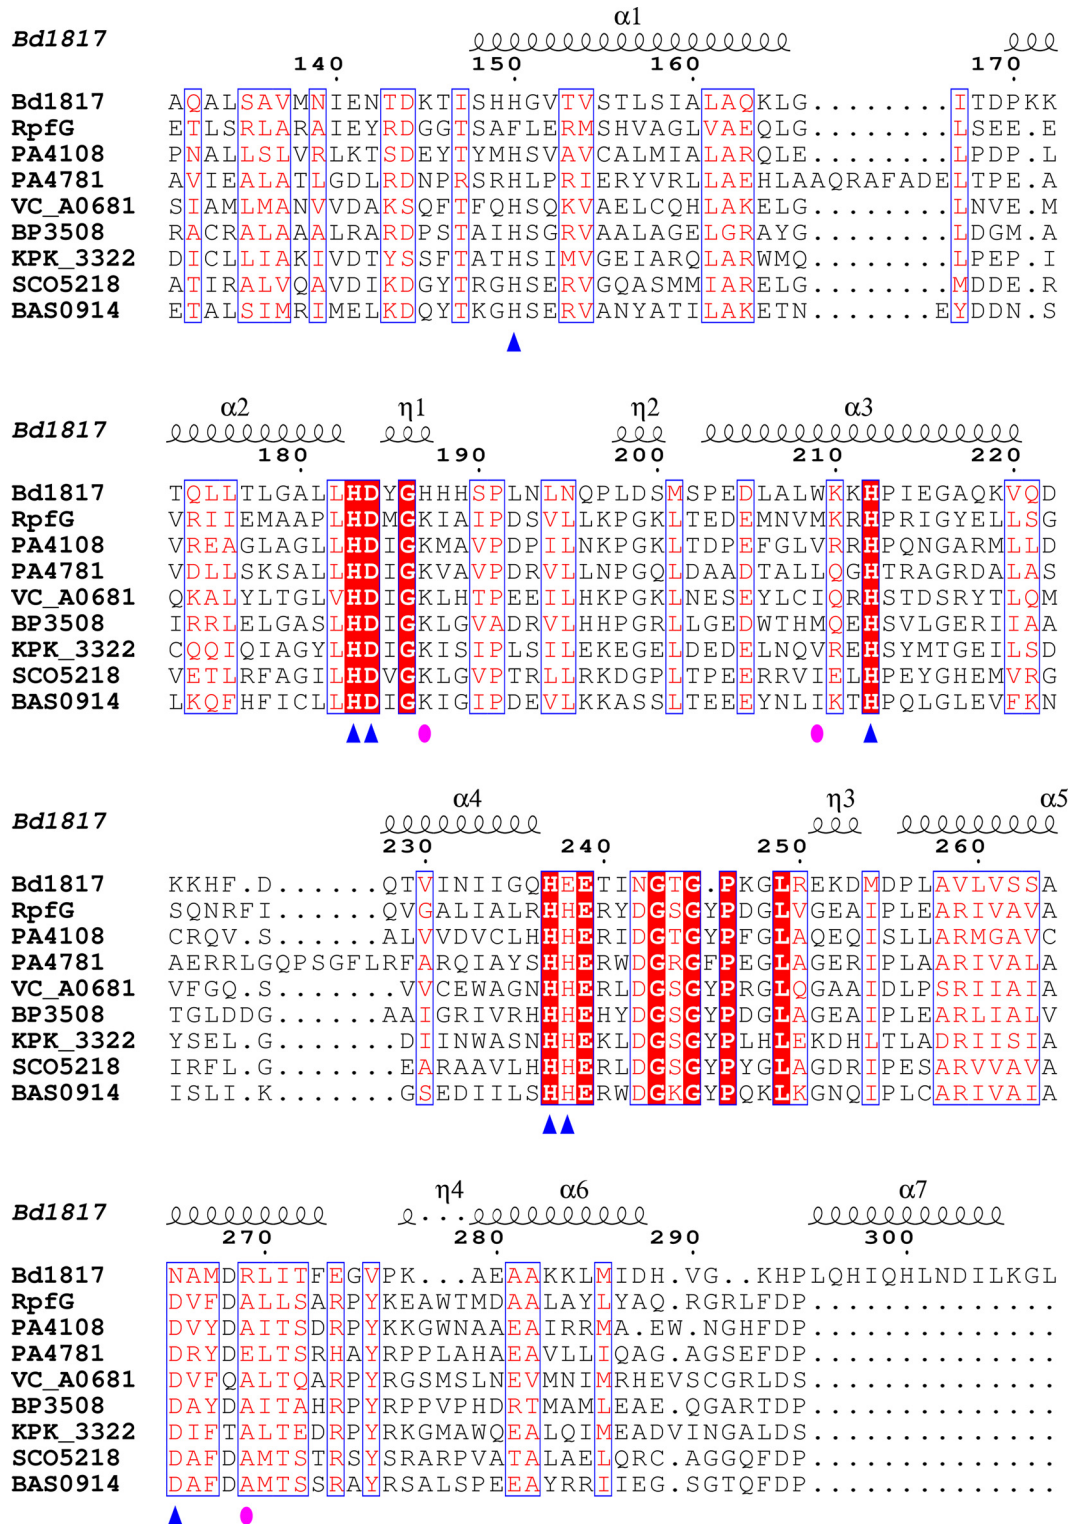 α1
Bd1817
140 150 160 170
Bd1817 AQALSAVMNIENTDKTISHHGVTVSTLSIALAQKLG........ITDPKK
RpfG ETLSRLARAIEYRDGGTSAFLERMSHVAGLVAEQLG........LSEE.E
PA4108 PNALLSLVRLKTSDEYTYMHSVAVCALMIALARQLE........LPDP.L
PA4781 AVIEALATLGDLRDNPRSRHLPRIERYVRLLAEHLAAQRAFADELTPE.A
VC_A0681 SIAMLMANVVDAKSQFTFQHSQKVAELCQHLAKELG........LNVE.M
BP3508 RACRALAAALRARDPSTAIHSGRVAALAGELGRAYG........LDGM.A
KPK_3322 DICLLIAKIVDTYSSFTATHSIMVGEIARQLARWMQ........LPEP.I
SCO5218 ATIRALVQAVDIKDGYTRGHSERVGQASMMIARELG........MDDE.R
BAS0914 ETALSIMRIMELKDQYTKGHSERVANYATILAKETN.......EYDDN.S
α2 η1 η2 α3
Bd1817
180 190 200 210 220
Bd1817 TQLLTLGALLHDYGHHHSPLNLNQPLDSMSPEDLALWKKHPIEGAQKVQD
RpfG VRIIEMAAPLHDMGKIAIPDSVLLKPGKLTEDEMNVMKRHPRIGYELLSG
PA4108 VREAGLAGLLHDIGKMAVPDPILNKPGKLTDPEFGLVRRHPQNGARMLLD
PA4781 VDLLSKSALLHDIGKVAVPDRVLLNPGQLDAADTALLQGHTRAGRDALAS
VC_A0681 QKALYLTGLVHDIGKLHTPEEILHKPGKLNESEYLCIQRHSTDSRYTLQM
BP3508 IRRLELGASLHDIGKLGVADRVLHHPGRLLGEDWTHMQEHSVLGERIIAA
KPK_3322 CQQIQIAGYLHDIGKISIPLSILEKEGELDEDELNQVREHSYMTGEILSD
SCO5218 VETLRFAGILHDVGKLGVPTRLLRKDGPLTPEERRVIELHPEYGHEMVRG
BAS0914 LKQFHFICLLHDIGKIGIPDEVLKKASSLTEEEYNLIKTHPQLGLEVFKN
α4 η3 α5
Bd1817
230 240 250 260
Bd1817 KKHF.D......QTVINIIGQHEETINGTG.PKGLREKDMDPLAVLVSSA
RpfG SQNRFI......QVGALIALRHHERYDGSGYPDGLVGEAIPLEARIVAVA
PA4108 CRQV.S......ALVVDVCLHHHERIDGTGYPFGLAQEQISLLARMGAVC
PA4781 AERRLGQPSGFLRFARQIAYSHHERWDGRGFPEGLAGERIPLAARIVALA
VC_A0681 VFGQ.S.......VVCEWAGNHHERLDGSGYPRGLQGAAIDLPSRIIAIA
BP3508 TGLDDG......AAIGRIVRHHEHYDGSGYPDGLAGEAIPLEARLIALV
KPK_3322 YSEL.G.......DIINWASNHHEKLDGSGYPLHLEKDHLTLADRIISIA
SCO5218 IRFL.G.......EARAAVLHHHERLDGSGYPYGLAGDRIPESARVVAVA
BAS0914 ISLI.K.......GSEDIILSHHERWDGKGYPQKLKGNQIPLCARIVAIA
η4 α6 α7
Bd1817 ...
270 280 290 300
Bd1817 NAMDRLITFEGVPK...AEAAKKLMIDH.VG..KHPLQHIQHLNDILKGL
RpfG DVFDALLSARPYKEAWTMDAALAYLYAQ.RGRLFDP..............
PA4108 DVYDAITSDRPYKKGWNAAEAIRRMA.EW.NGHFDP..............
PA4781 DRYDELTSRHAYRPPLAHAEAVLLIQAG.AGSEFDP..............
VC_A0681 DVFQALTQARPYRGSMSLNEVMNIMRHEVSCGRLDS..............
BP3508 DAYDAITAHRPYRPPVPHDRTMAMLEAE.QGARTDP..............
KPK_3322 DIFTALTEDRPYRKGMAWQEALQIMEADVINGALDS..............
SCO5218 DAFDAMTSTRSYSRARPVATALAELQRC.AGGQFDP..............
BAS0914 DAFDAMTSSRAYRSALSPEEAYRRIIEG.SGTQFDP..............